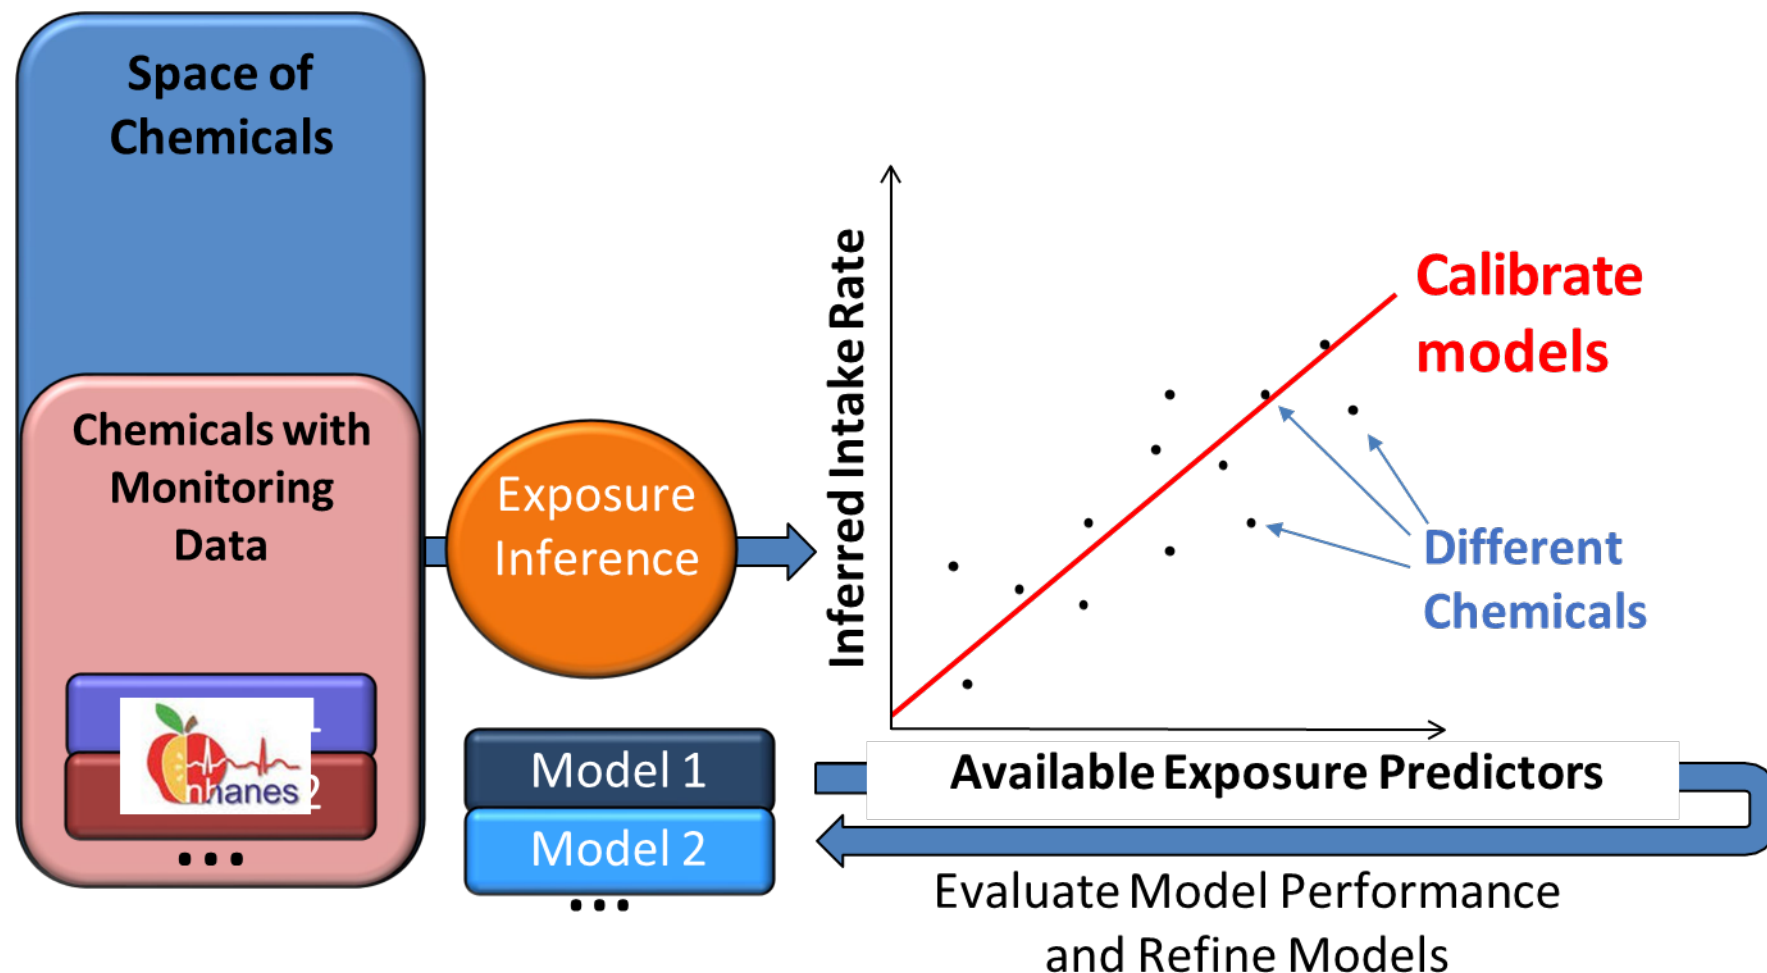 Space of
Chemicals
Chemicals with
Monitoring
Data
nhanes
2
...
Exposure
Inference
Model 1
Model 2
...
Inferred Intake Rate
Calibrate
models
Different
Chemicals
Available Exposure Predictors
Evaluate Model Performance
and Refine Models